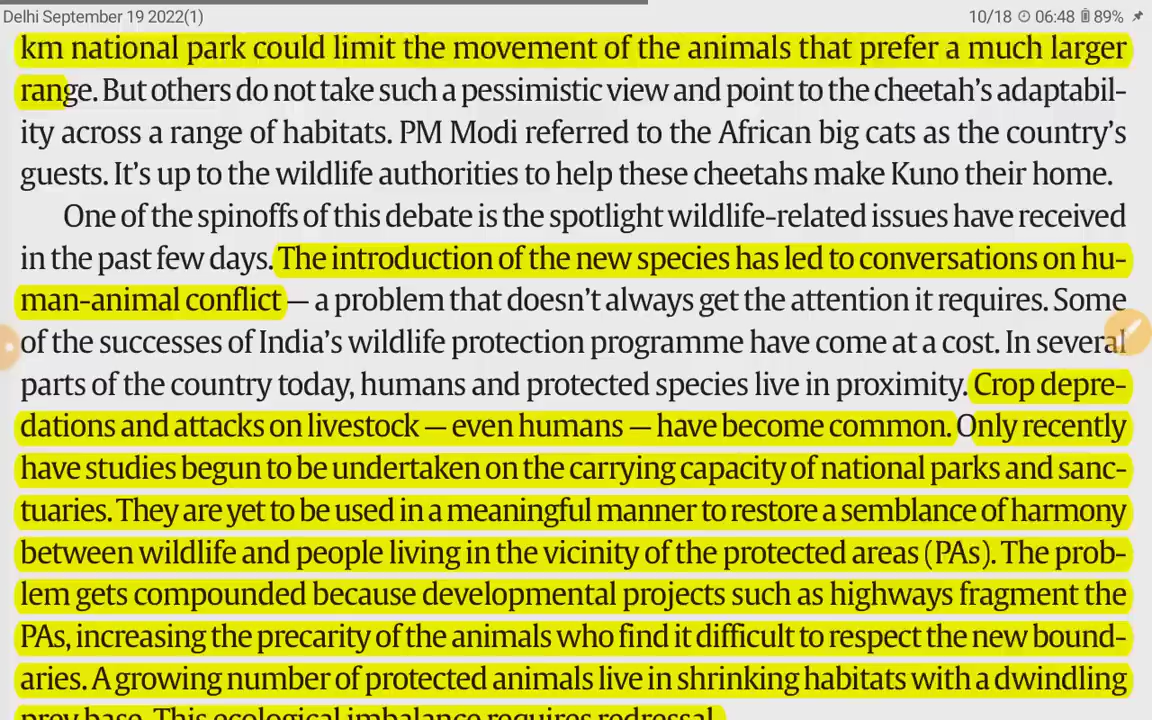 Delhi September 19 2022(1) 10/18 06:48 89%
km national park could limit the movement of the animals that prefer a much larger
range. But others do not take such a pessimistic view and point to the cheetah’s adaptabil-
ity across a range of habitats. PM Modi referred to the African big cats as the country’s
guests. It’s up to the wildlife authorities to help these cheetahs make Kuno their home.
One of the spinoffs of this debate is the spotlight wildlife-related issues have received
in the past few days. The introduction of the new species has led to conversations on hu-
man-animal conflict — a problem that doesn’t always get the attention it requires. Some
of the successes of India’s wildlife protection programme have come at a cost. In several
parts of the country today, humans and protected species live in proximity. Crop depre-
dations and attacks on livestock — even humans — have become common. Only recently
have studies begun to be undertaken on the carrying capacity of national parks and sanc-
tuaries. They are yet to be used in a meaningful manner to restore a semblance of harmony
between wildlife and people living in the vicinity of the protected areas (PAs). The prob-
lem gets compounded because developmental projects such as highways fragment the
PAs, increasing the precarity of the animals who find it difficult to respect the new bound-
aries. A growing number of protected animals live in shrinking habitats with a dwindling
prey base. This ecological imbalance requires redressal.